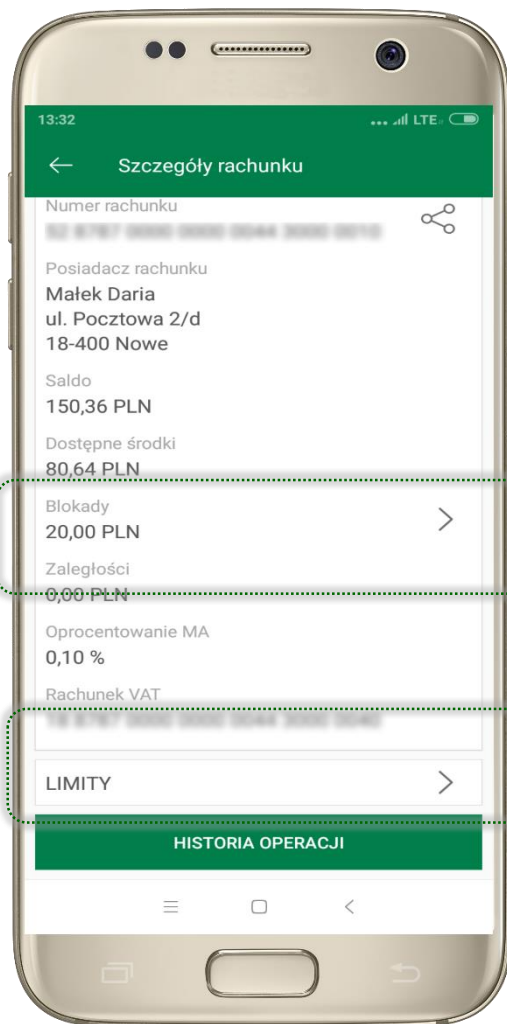 13:32
LTE
Szczegóły rachunku
Numer rachunku
Posiadacz rachunku
Małek Daria
ul. Pocztowa 2/d
18-400 Nowe
Saldo
150,36 PLN
Dostępne środki
80,64 PLN
Blokady
20,00 PLN
Zaległości
0,00 PLN
Oprocentowanie MA
0,10 %
Rachunek VAT
LIMITY
HISTORIA OPERACJI